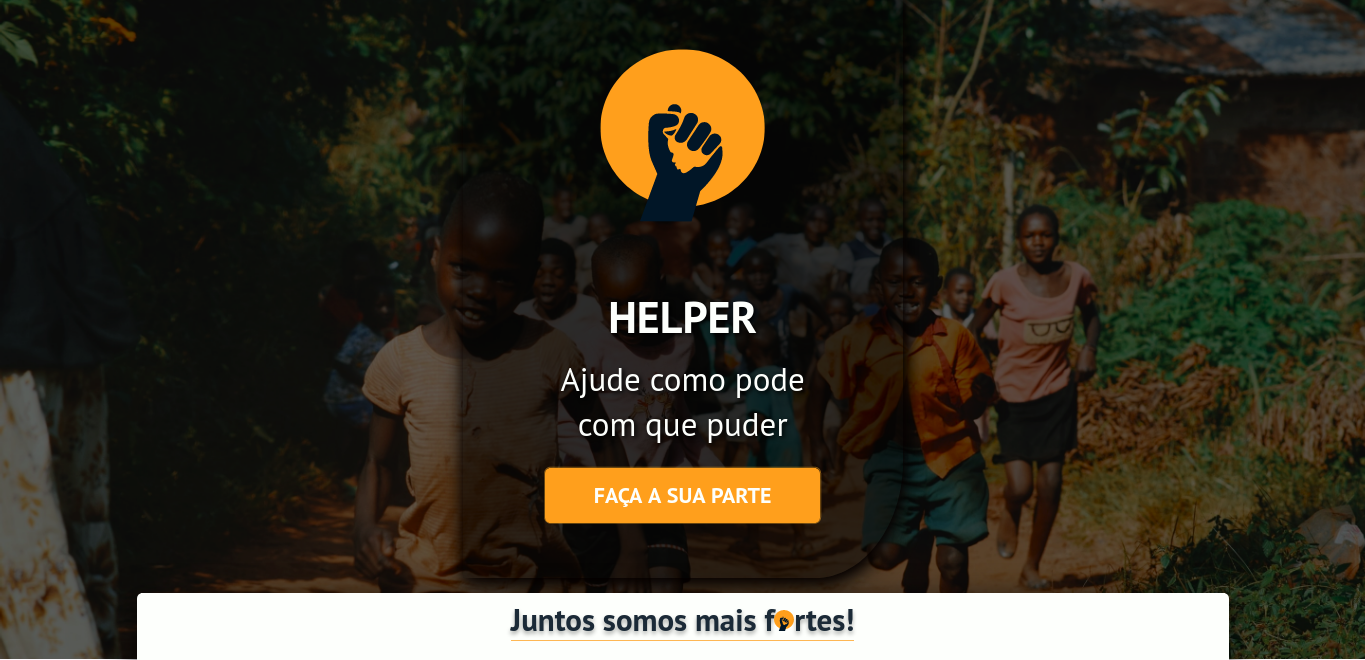 HELPER
Ajude como pode
com que puder
FAÇA A SUA PARTE
Juntos somos mais fortes!